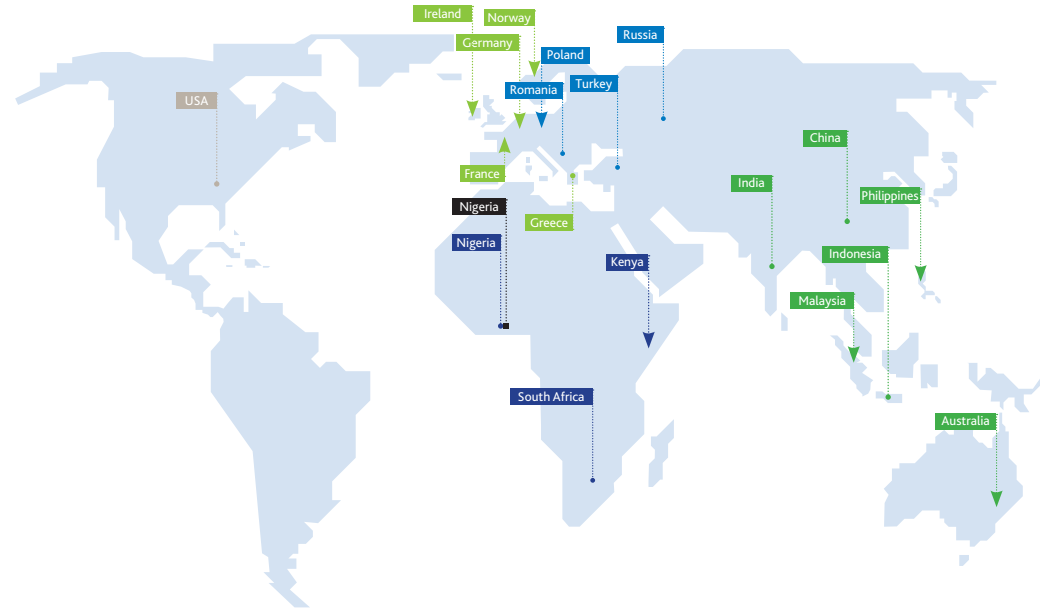 Ireland
Norway
Germany
Russia
Poland
Romania
Turkey
USA
China
France
India
Philippines
Nigeria
Greece
Nigeria
Kenya
Indonesia
Malaysia
South Africa
Australia